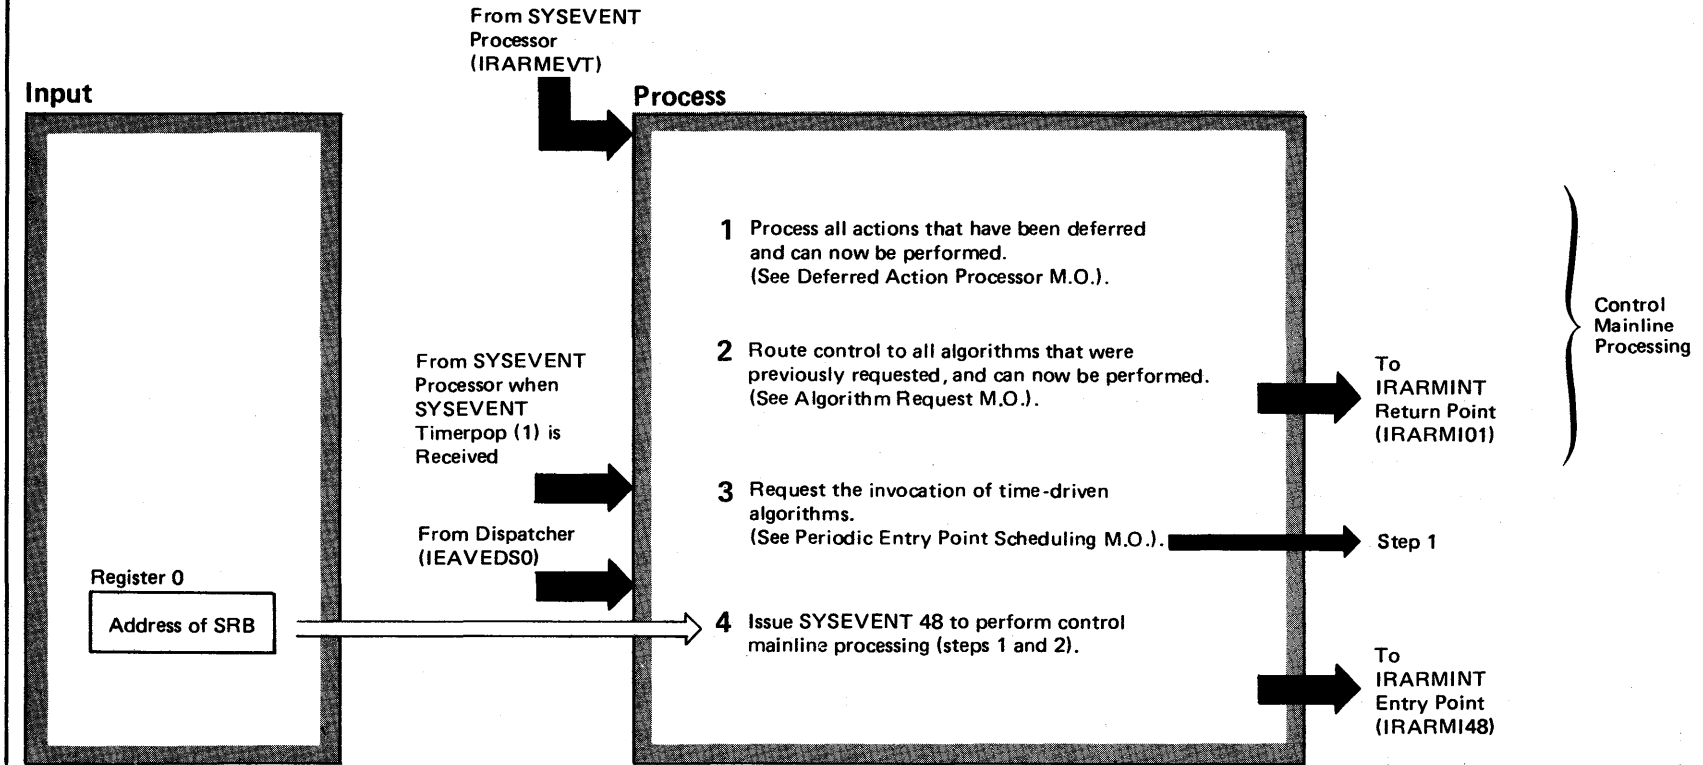 From SYSEVENT
Processor
(IRARMEVT)
Input
Process
1 Process all actions that have been deferred
and can now be performed.
(See Deferred Action Processor M.O.).
2 Route control to all algorithms that were
previously requested, and can now be performed.
(See Algorithm Request M.O.).
To
IRARMINT
Return Point
(IRARMI01)
Control
Mainline
Processing
From SYSEVENT
Processor when
SYSEVENT
Timerpop (1) is
Received
3 Request the invocation of time-driven
algorithms.
(See Periodic Entry Point Scheduling M.O.).
Step 1
From Dispatcher
(IEAVEDS0)
Register 0
Address of SRB
4 Issue SYSEVENT 48 to perform control
mainline processing (steps 1 and 2).
To
IRARMINT
Entry Point
(IRARMI48)